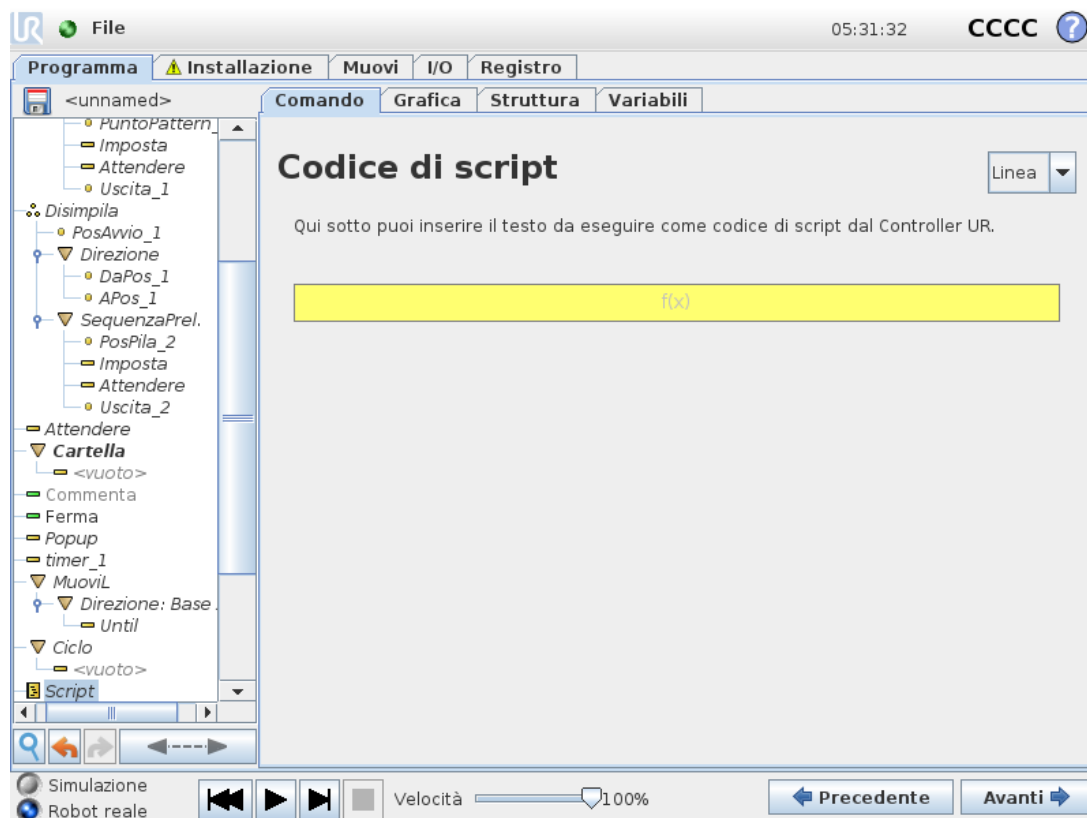 UR File 05:31:32 CCCC ?
Programma Installazione Muovi I/O Registro
<unnamed> Comando Grafica Struttura Variabili
PuntoPattern_
Imposta
Attendere
Uscita_1
Disimpila
PosAvvio_1
Direzione
DaPos_1
APos_1
SequenzaPrel.
PosPila_2
Imposta
Attendere
Uscita_2
Attendere
Cartella
<vuoto>
Commenta
Ferma
Popup
timer_1
MuoviL
Direzione: Base .
Until
Ciclo
<vuoto>
Script
Codice di script
Linea
Qui sotto puoi inserire il testo da eseguire come codice di script dal Controller UR.
f(x)
Simulazione
Robot reale
Velocità 100%
Precedente Avanti